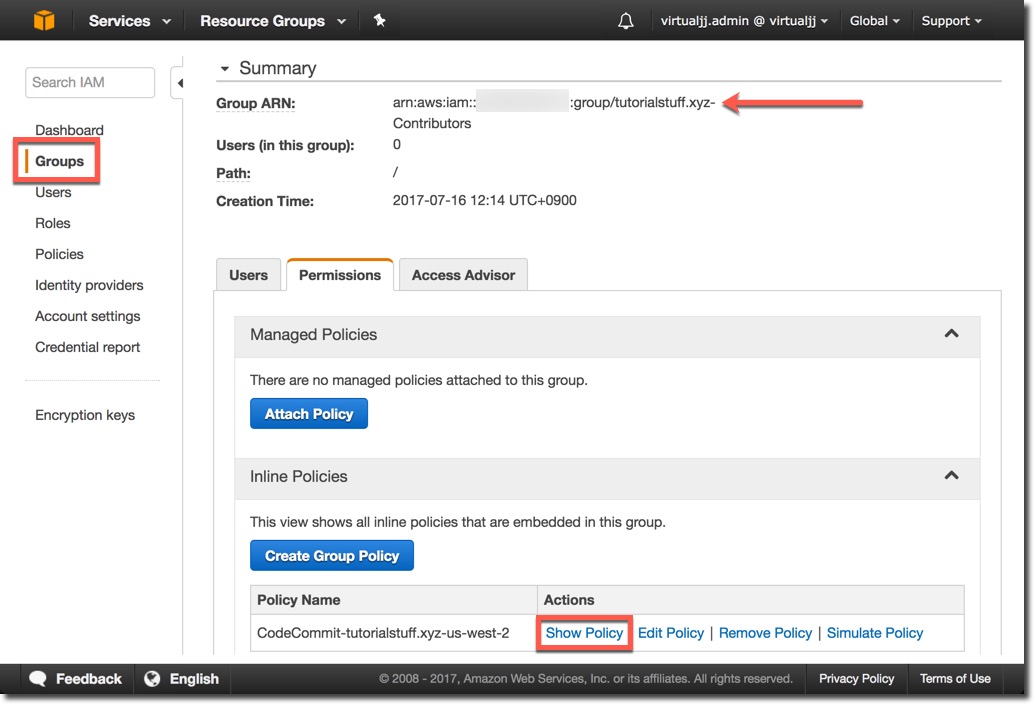 Services Resource Groups virtualjj.admin @ virtualjj Global Support
Search IAM
Dashboard
Groups
Users
Roles
Policies
Identity providers
Account settings
Credential report
Encryption keys
Summary
Group ARN: arn:aws:iam:: :group/tutorialstuff.xyz-
Contributors
Users (in this group): 0
Path: /
Creation Time: 2017-07-16 12:14 UTC+0900
Users Permissions Access Advisor
Managed Policies
There are no managed policies attached to this group.
Attach Policy
Inline Policies
This view shows all inline policies that are embedded in this group.
Create Group Policy
Policy Name Actions
CodeCommit-tutorialstuff.xyz-us-west-2 Show Policy Edit Policy | Remove Policy | Simulate Policy
Feedback English © 2008 - 2017, Amazon Web Services, Inc. or its affiliates. All rights reserved. Privacy Policy Terms of Use